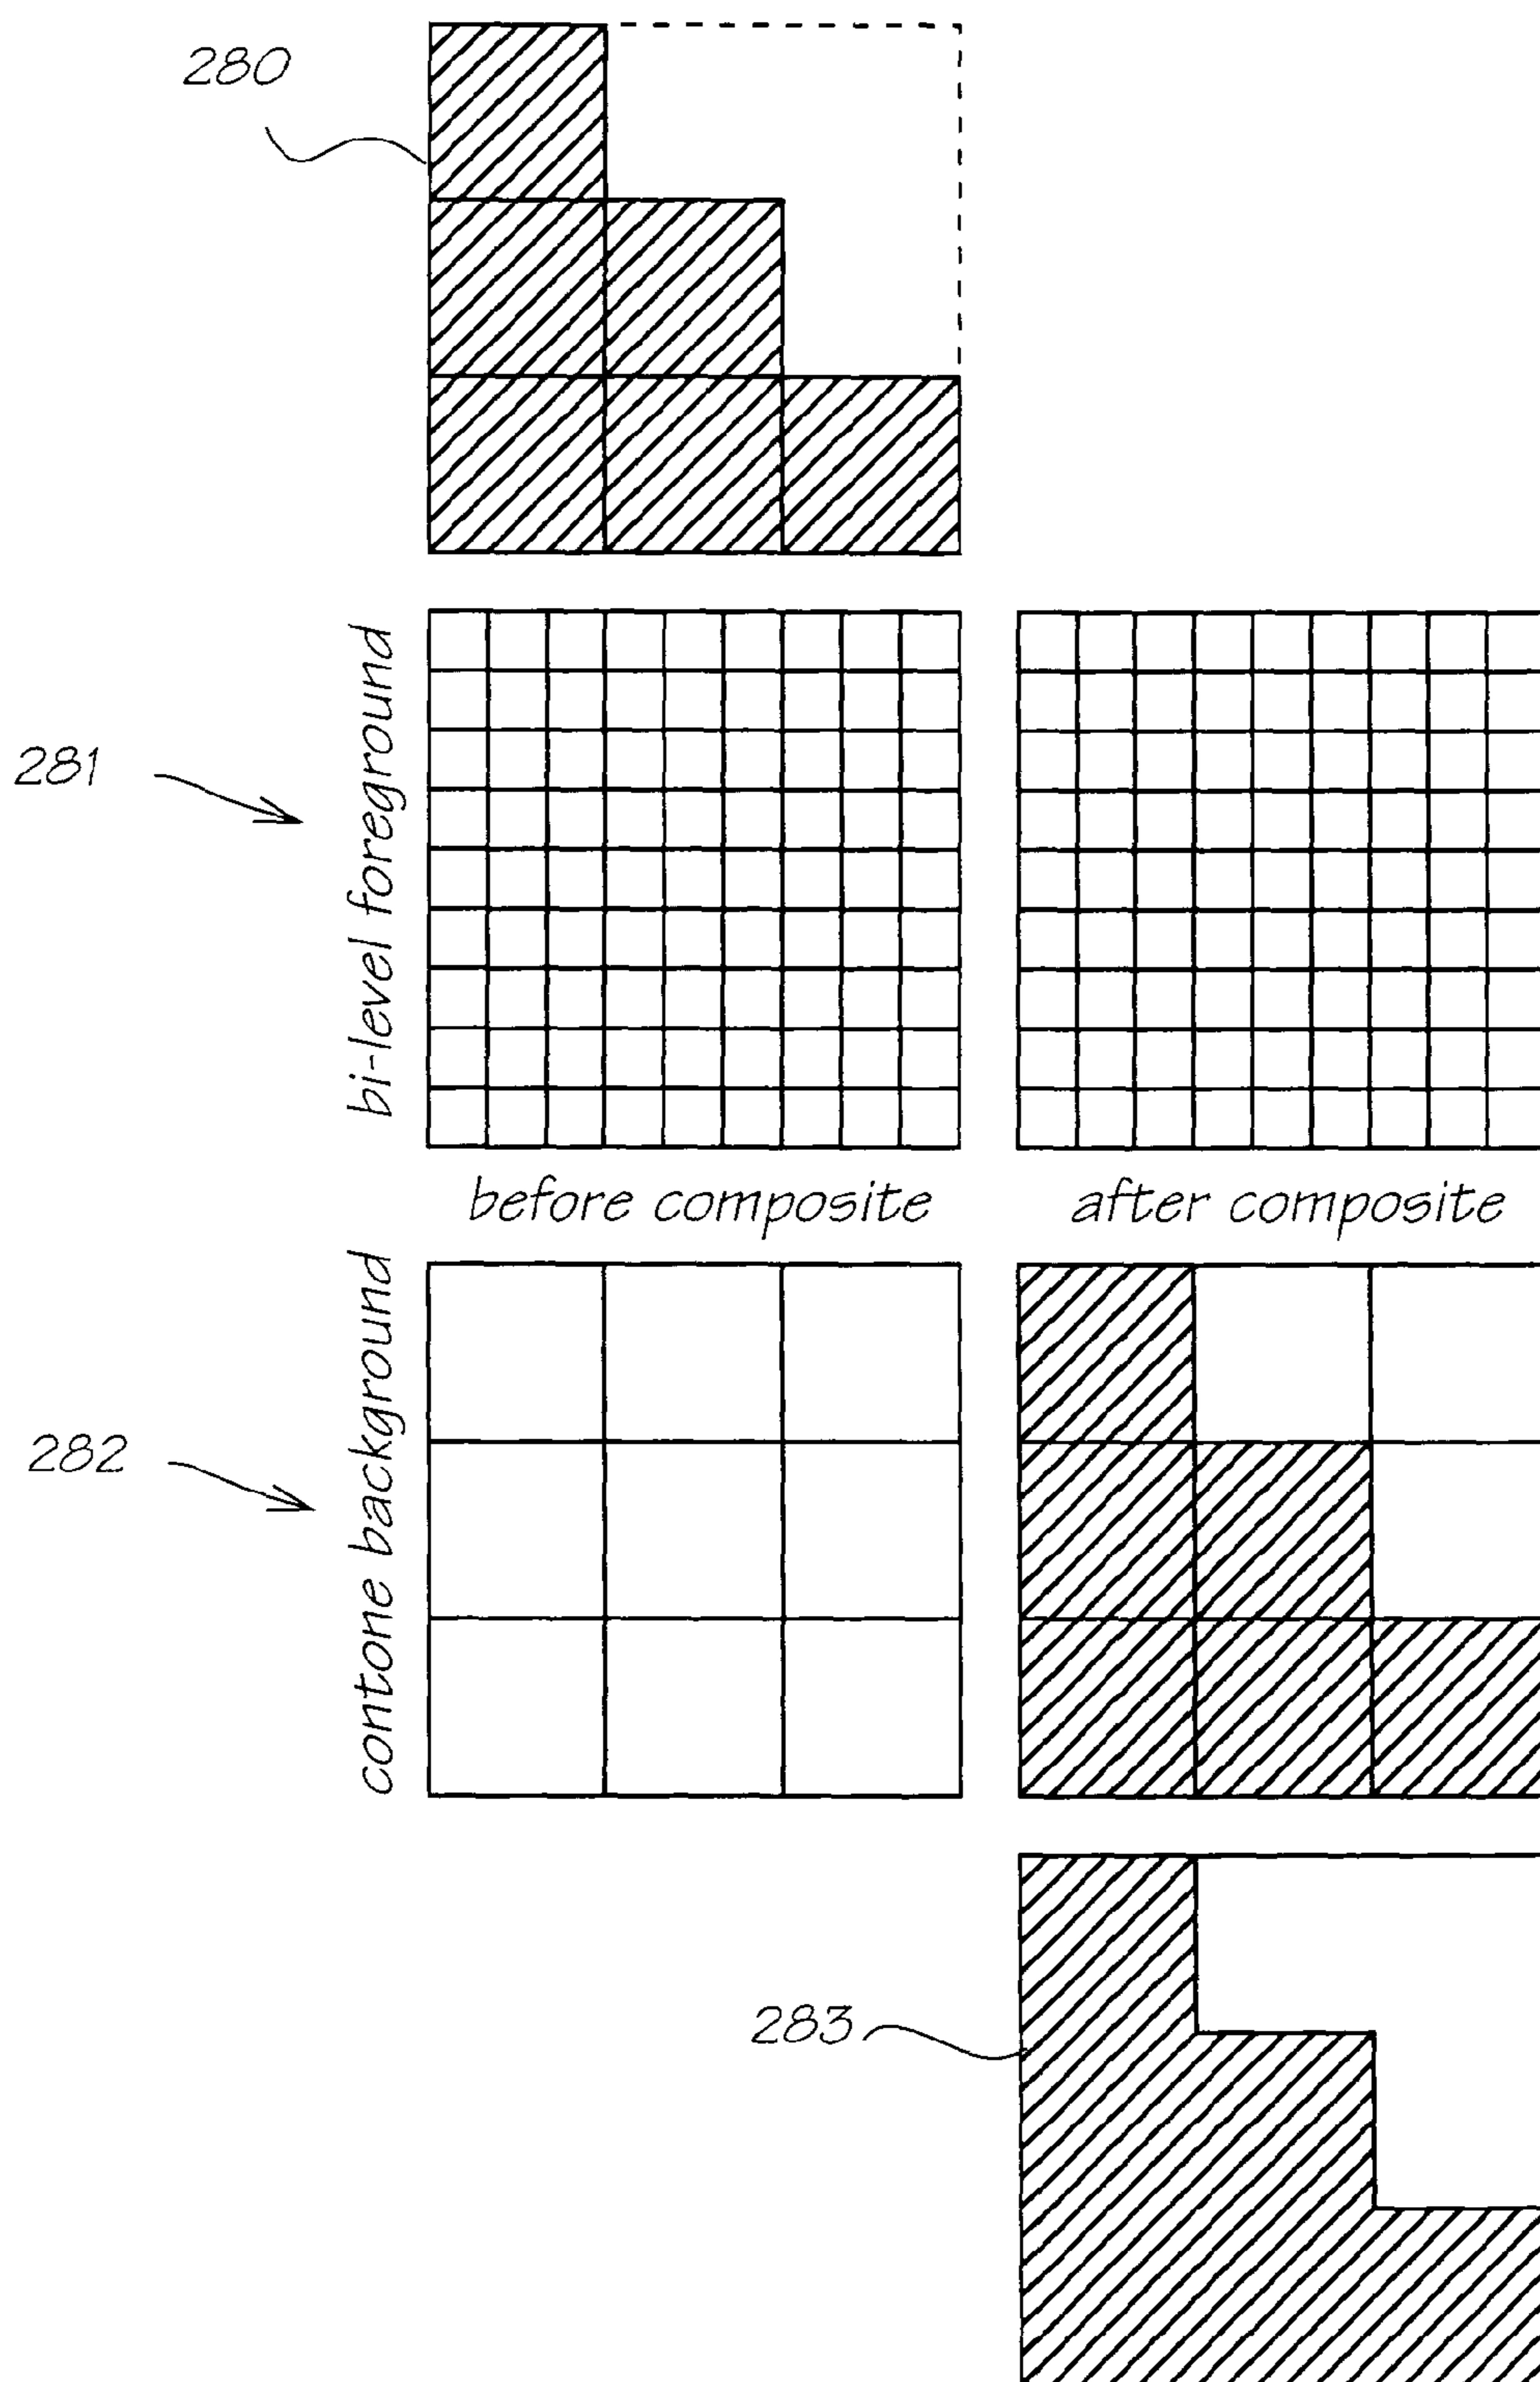 280
281
bi-level foreground
before composite
after composite
282
contone background
283